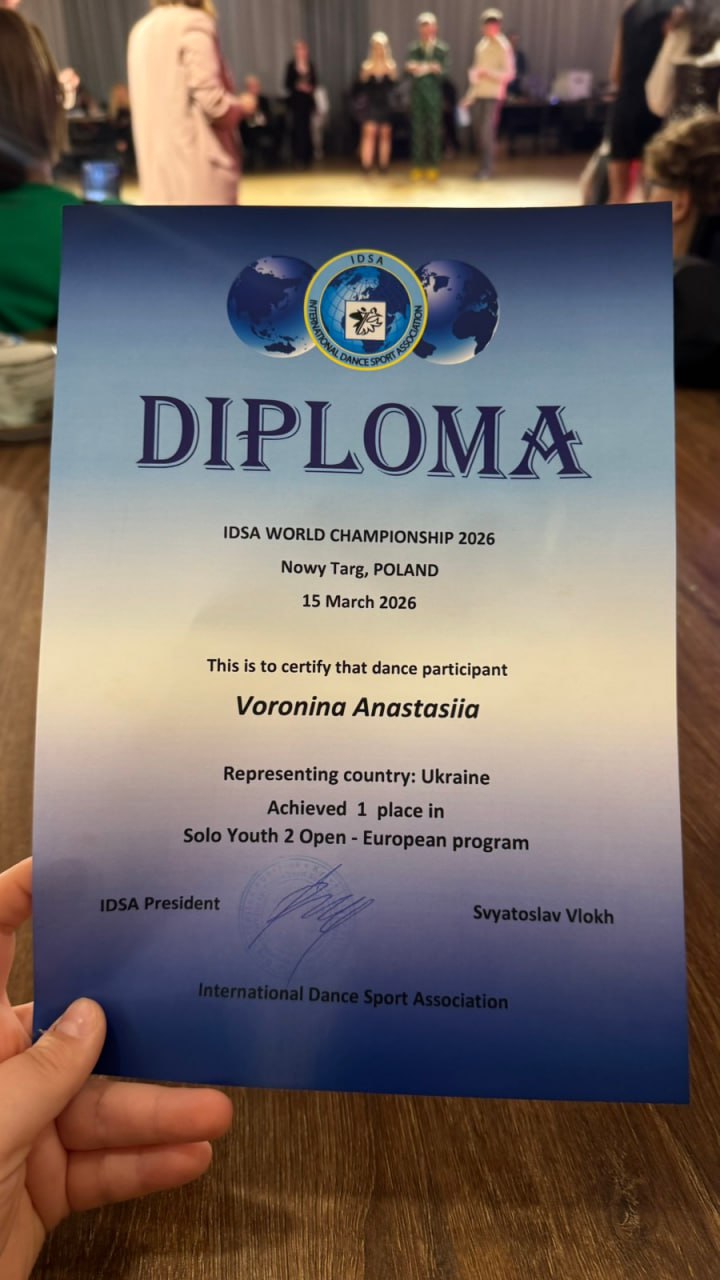 IDSA
INTERNATIONAL DANCE SPORT ASSOCIATION
DIPLOMA
IDSA WORLD CHAMPIONSHIP 2026
Nowy Targ, POLAND
15 March 2026
This is to certify that dance participant
Voronina Anastasiia
Representing country: Ukraine
Achieved 1 place in
Solo Youth 2 Open - European program
IDSA President
Svyatoslav Vlokh
International Dance Sport Association